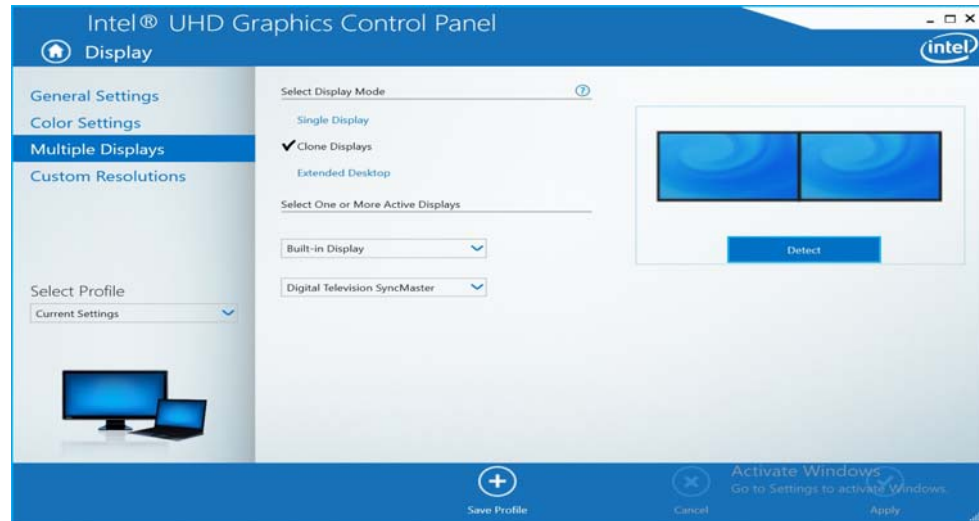 Intel® UHD Graphics Control Panel
Display
intel
General Settings
Color Settings
Multiple Displays
Custom Resolutions
Select Profile
Current Settings
Select Display Mode
?
Single Display
Clone Displays
Extended Desktop
Select One or More Active Displays
Built-in Display
Digital Television SyncMaster
Detect
Save Profile
Cancel
Apply
Activate Windows
Go to Settings to activate Windows.